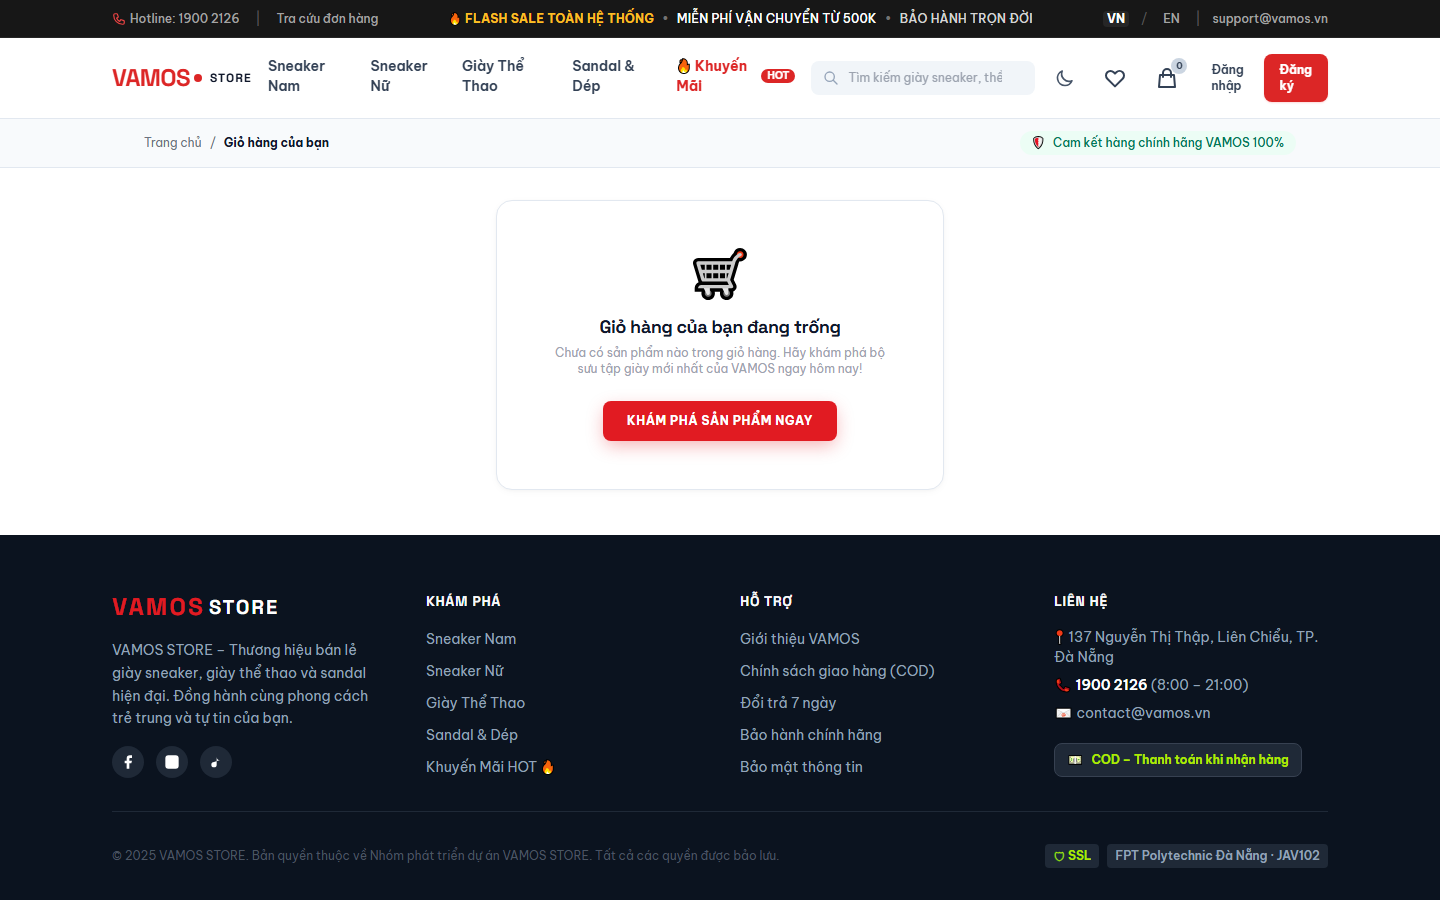 Hotline: 1900 2126 | Tra cứu đơn hàng
🔥 FLASH SALE TOÀN HỆ THỐNG • MIỄN PHÍ VẬN CHUYỂN TỪ 500K • BẢO HÀNH TRỌN ĐỜI
VN / EN | support@vamos.vn
VAMOS STORE
Sneaker Nam
Sneaker Nữ
Giày Thể Thao
Sandal & Dép
🔥 Khuyến Mãi HOT
Tìm kiếm giày sneaker, thể
0
Đăng nhập
Đăng ký
Trang chủ / Giỏ hàng của bạn
Cam kết hàng chính hãng VAMOS 100%
Giỏ hàng của bạn đang trống
Chưa có sản phẩm nào trong giỏ hàng. Hãy khám phá bộ
sưu tập giày mới nhất của VAMOS ngay hôm nay!
KHÁM PHÁ SẢN PHẨM NGAY
VAMOS STORE
VAMOS STORE – Thương hiệu bán lẻ
giày sneaker, giày thể thao và sandal
hiện đại. Đồng hành cùng phong cách
trẻ trung và tự tin của bạn.
KHÁM PHÁ
Sneaker Nam
Sneaker Nữ
Giày Thể Thao
Sandal & Dép
Khuyến Mãi HOT 🔥
HỖ TRỢ
Giới thiệu VAMOS
Chính sách giao hàng (COD)
Đổi trả 7 ngày
Bảo hành chính hãng
Bảo mật thông tin
LIÊN HỆ
📍137 Nguyễn Thị Thập, Liên Chiểu, TP.
Đà Nẵng
📞 1900 2126 (8:00 – 21:00)
📧 contact@vamos.vn
💵 COD – Thanh toán khi nhận hàng
© 2025 VAMOS STORE. Bản quyền thuộc về Nhóm phát triển dự án VAMOS STORE. Tất cả các quyền được bảo lưu.
SSL
FPT Polytechnic Đà Nẵng · JAV102